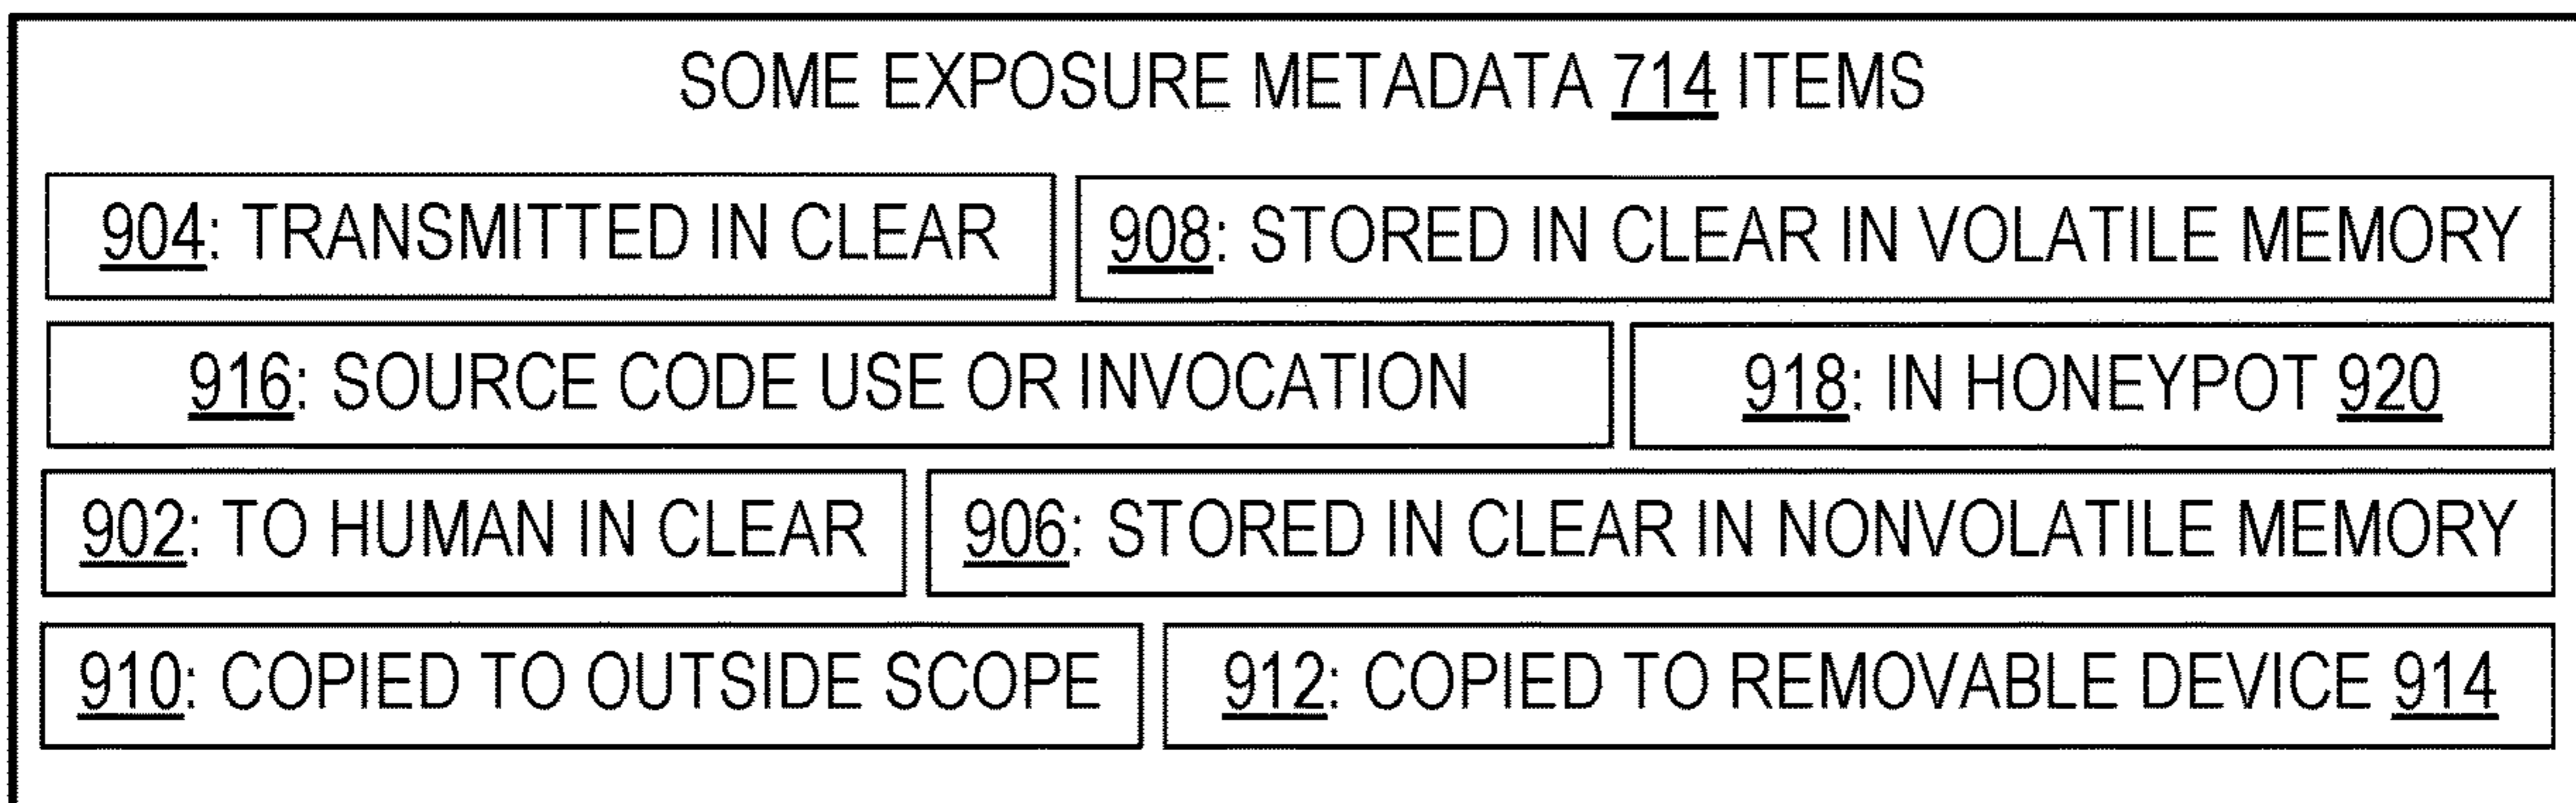 SOME EXPOSURE METADATA 714 ITEMS
904: TRANSMITTED IN CLEAR
908: STORED IN CLEAR IN VOLATILE MEMORY
916: SOURCE CODE USE OR INVOCATION
918: IN HONEYPOT 920
902: TO HUMAN IN CLEAR
906: STORED IN CLEAR IN NONVOLATILE MEMORY
910: COPIED TO OUTSIDE SCOPE
912: COPIED TO REMOVABLE DEVICE 914